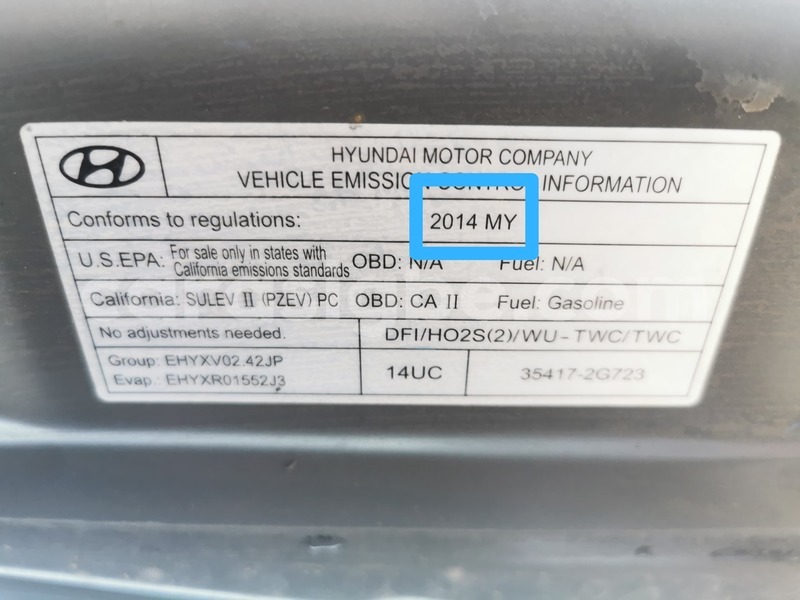 HYUNDAI MOTOR COMPANY
VEHICLE EMISSION CONTROL INFORMATION
Conforms to regulations: 2014 MY
U.S.EPA: For sale only in states with California emissions standards OBD: N/A Fuel: N/A
California: SULEV II (PZEV) PC OBD: CA II Fuel: Gasoline
No adjustments needed. DFI/HO2S(2)/WU-TWC/TWC
Group: EHYXV02.42JP
Evap.: EHYXR01552J3
14UC 35417-2G723